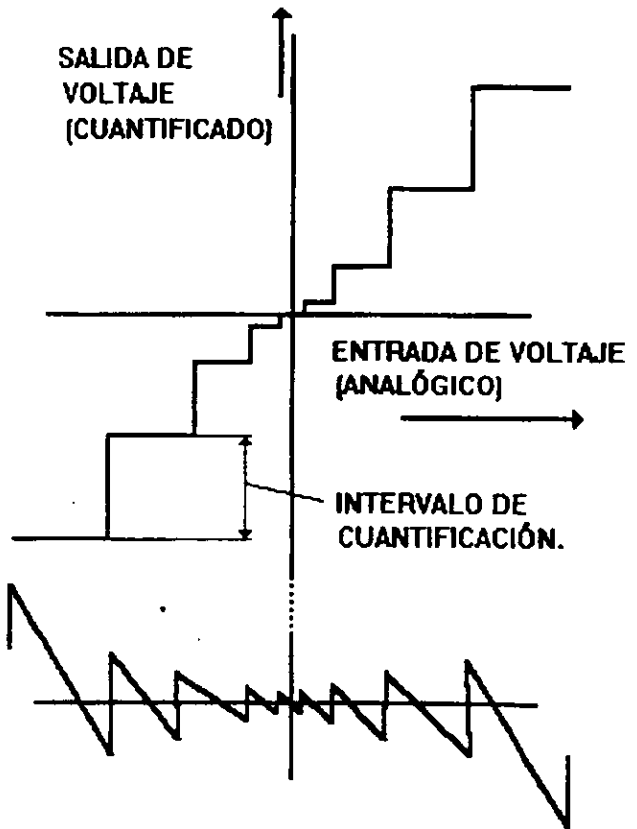 SALIDA DE
VOLTAJE
(CUANTIFICADO)
ENTRADA DE VOLTAJE
(ANALÓGICO)
INTERVALO DE
CUANTIFICACIÓN.